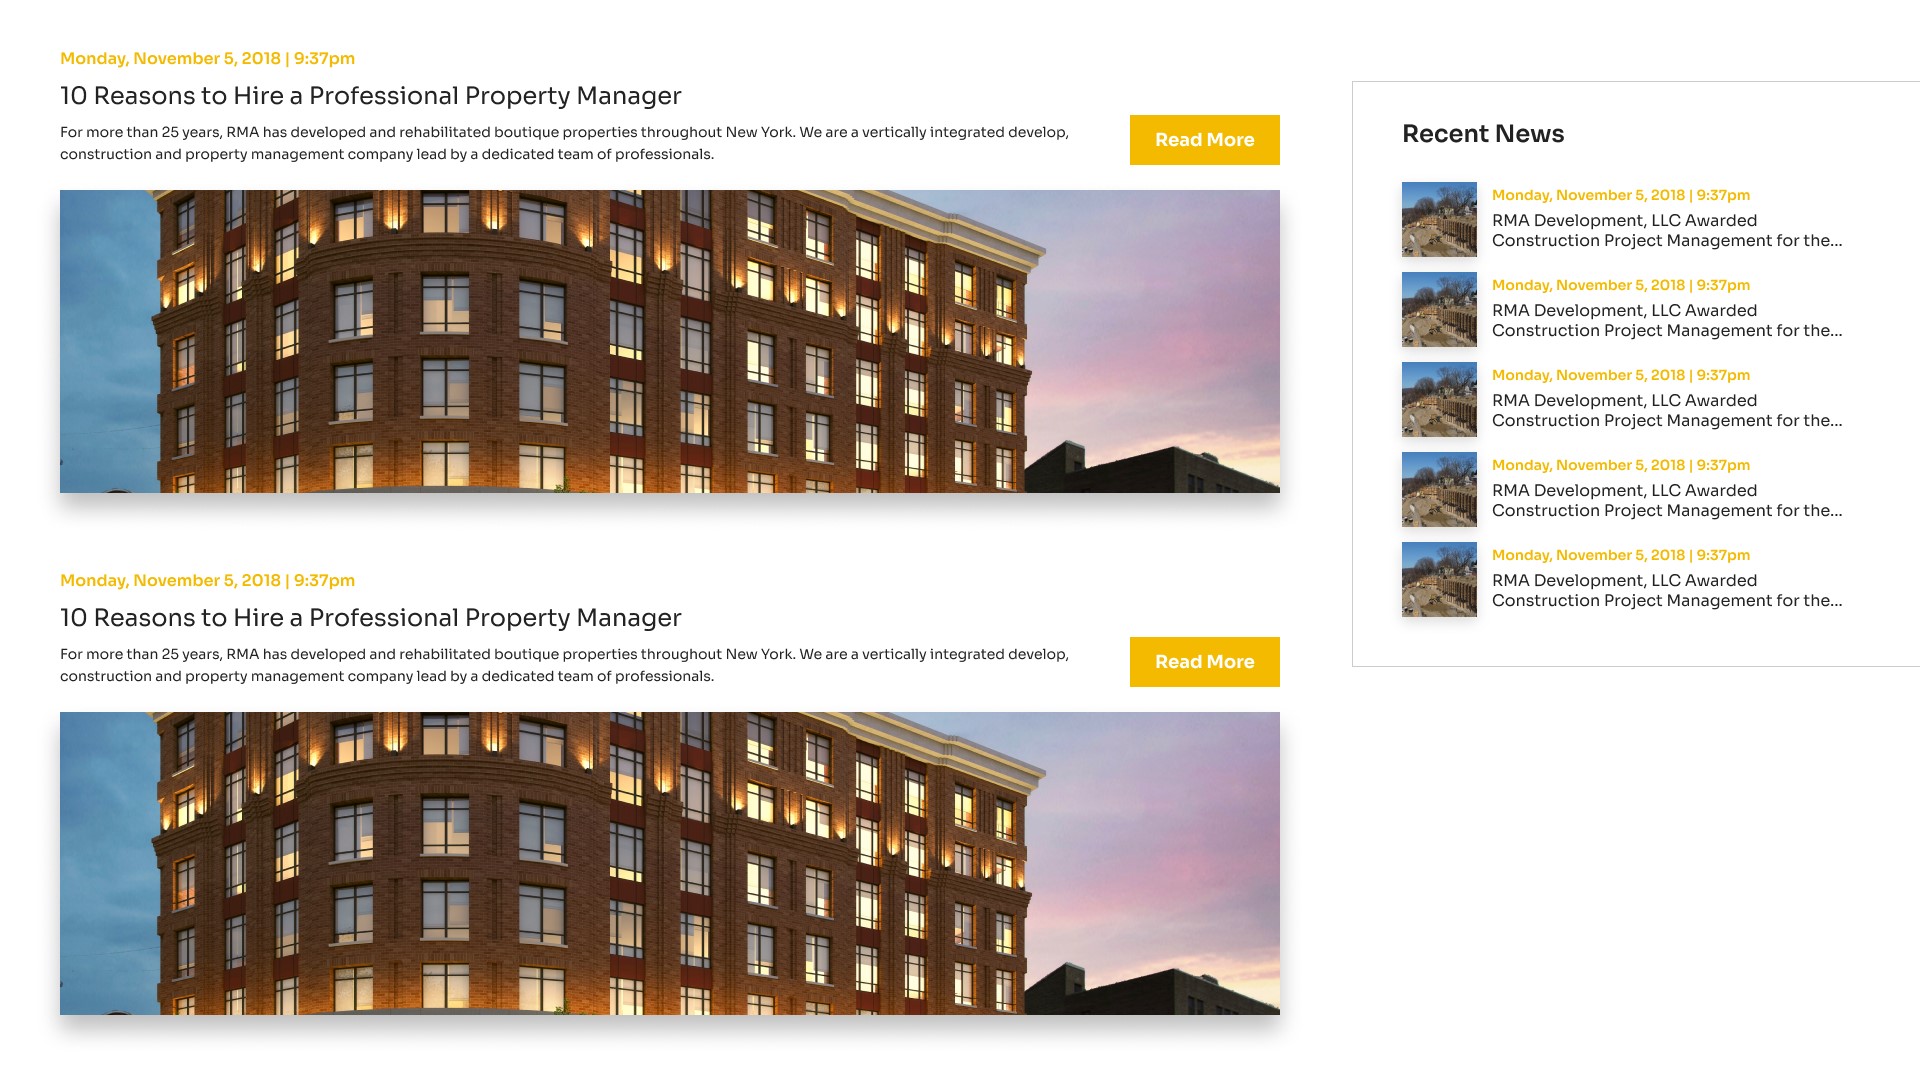 Monday, November 5, 2018 | 9:37pm
10 Reasons to Hire a Professional Property Manager
For more than 25 years, RMA has developed and rehabilitated boutique properties throughout New York. We are a vertically integrated develop,
construction and property management company lead by a dedicated team of professionals.
Read More
Monday, November 5, 2018 | 9:37pm
10 Reasons to Hire a Professional Property Manager
For more than 25 years, RMA has developed and rehabilitated boutique properties throughout New York. We are a vertically integrated develop,
construction and property management company lead by a dedicated team of professionals.
Read More
Recent News
Monday, November 5, 2018 | 9:37pm
RMA Development, LLC Awarded
Construction Project Management for the...
Monday, November 5, 2018 | 9:37pm
RMA Development, LLC Awarded
Construction Project Management for the...
Monday, November 5, 2018 | 9:37pm
RMA Development, LLC Awarded
Construction Project Management for the...
Monday, November 5, 2018 | 9:37pm
RMA Development, LLC Awarded
Construction Project Management for the...
Monday, November 5, 2018 | 9:37pm
RMA Development, LLC Awarded
Construction Project Management for the...